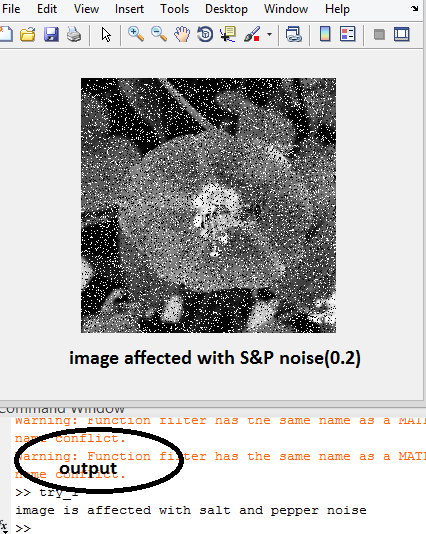 File Edit View Insert Tools Desktop Window Help
image affected with S&P noise(0.2)
Command Window
Warning: Function filter has the same name as a MATL
name conflict.
Warning: Function filter has the same name as a MATL
name conflict.
output
>> try_1
image is affected with salt and pepper noise
fx >>